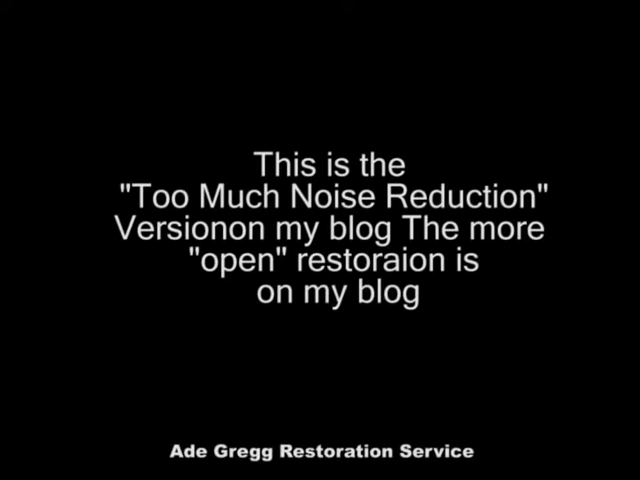 This is the
"Too Much Noise Reduction"
Versionon my blog The more
"open" restoraion is
on my blog
Ade Gregg Restoration Service